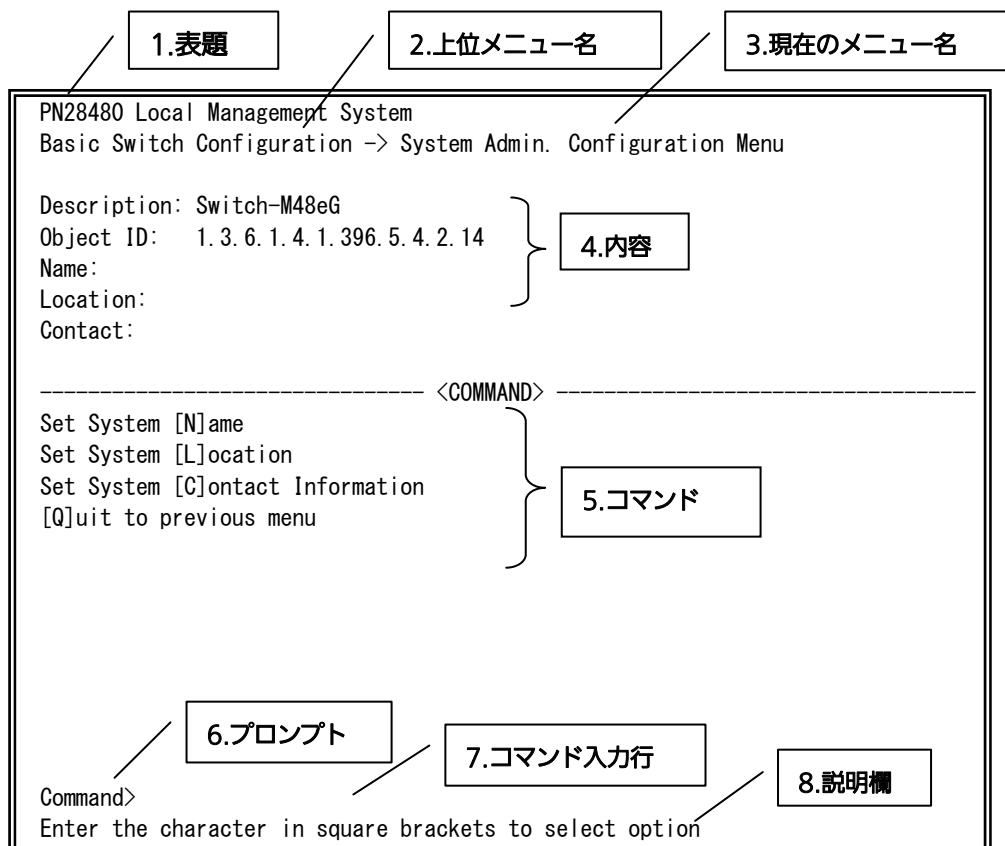 1.表題
2.上位メニュー名
3.現在のメニュー名
PN28480 Local Management System
Basic Switch Configuration -> System Admin. Configuration Menu
Description: Switch-M48eG
Object ID: 1.3.6.1.4.1.396.5.4.2.14
4.内容
Name:
Location:
Contact:
-------------------------------- <COMMAND> -----------------------------------
Set System [N]ame
Set System [L]ocation
Set System [C]ontact Information
5.コマンド
[Q]uit to previous menu
6.プロンプト
7.コマンド入力行
8.説明欄
Command>
Enter the character in square brackets to select option